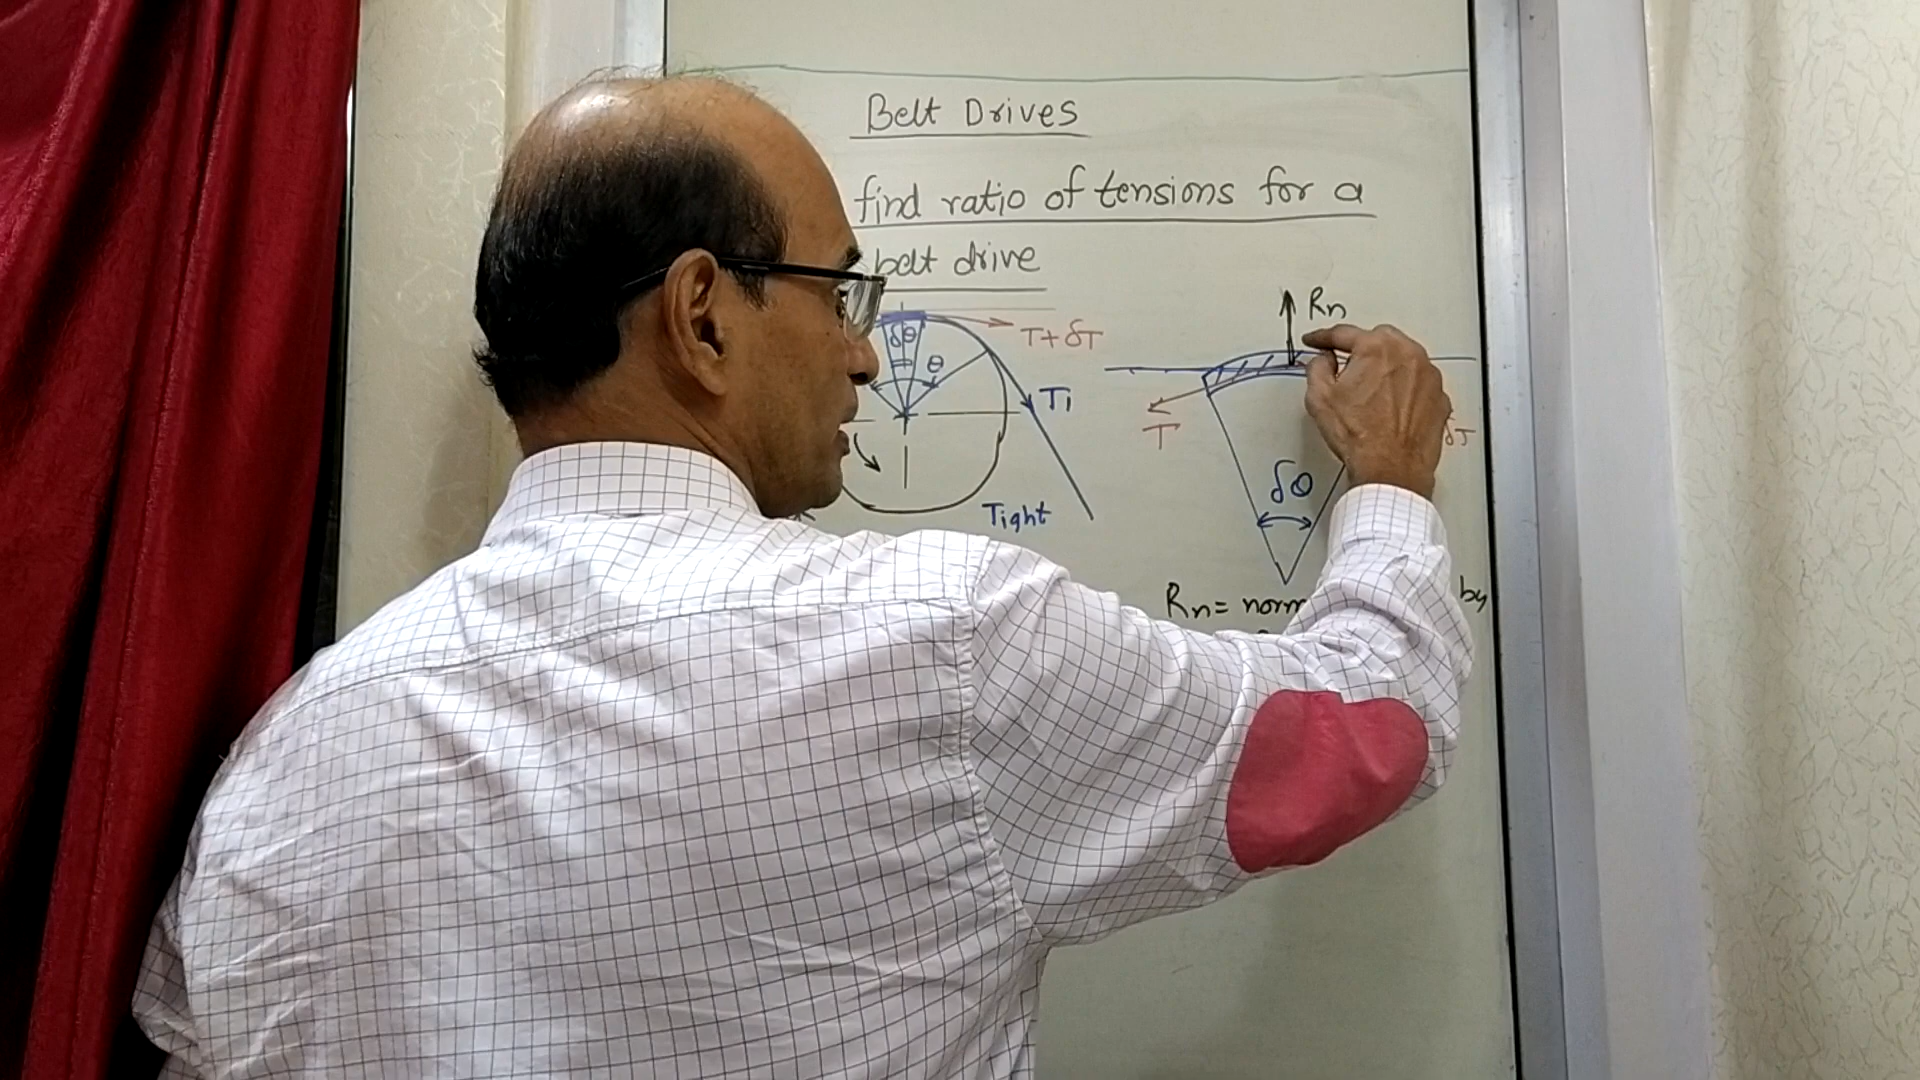 Belt Drives
find ratio of tensions for a
belt drive
Rn
T+δT
δθ
θ
T1
T
δT
δθ
Tight
Rn= norm by